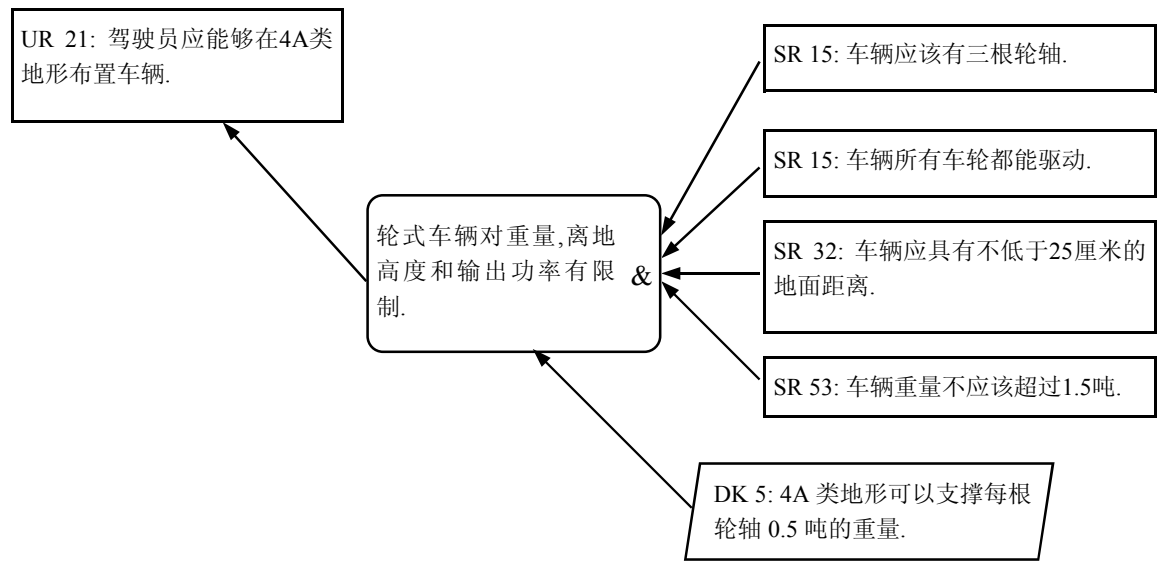 UR 21: 驾驶员应能够在4A类
地形布置车辆.
SR 15: 车辆应该有三根轮轴.
SR 15: 车辆所有车轮都能驱动.
轮式车辆对重量,离地
高度和输出功率有限
制.
&
SR 32: 车辆应具有不低于25厘米的
地面距离.
SR 53: 车辆重量不应该超过1.5吨.
DK 5: 4A 类地形可以支撑每根
轮轴 0.5 吨的重量.